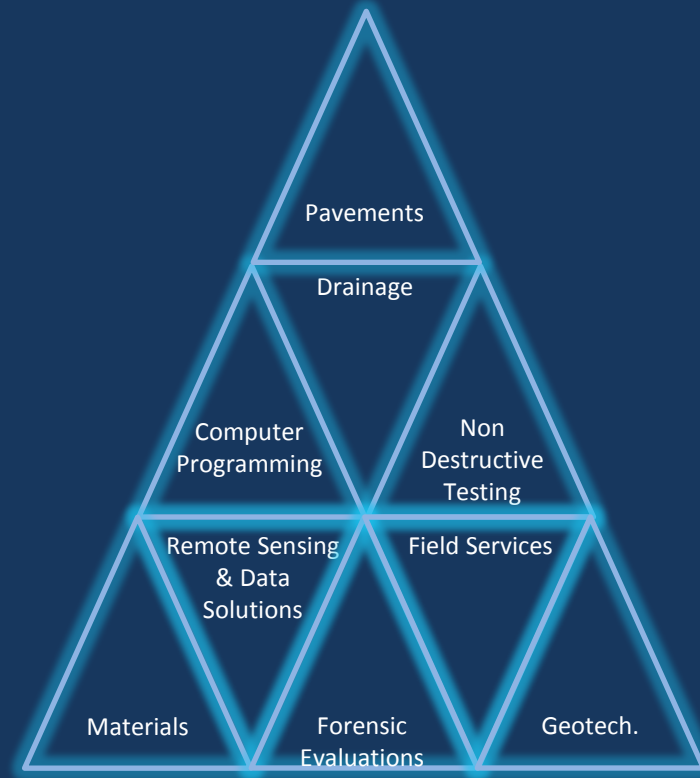 Pavements
Drainage
Computer
Programming
Non
Destructive
Testing
Remote Sensing
& Data
Solutions
Field Services
Materials
Forensic
Evaluations
Geotech.